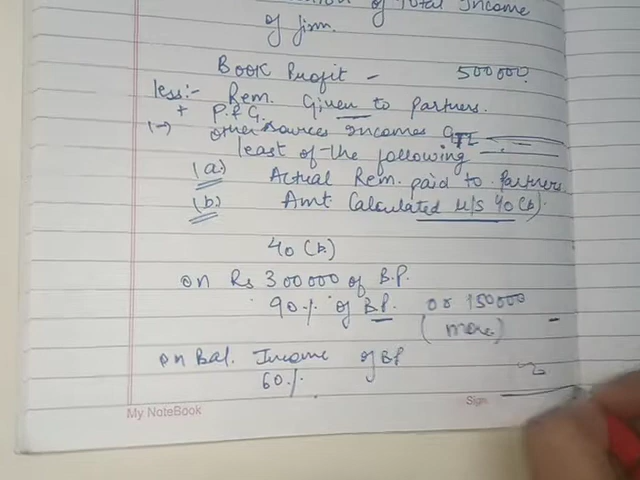 of Total Income
of firm.
Book Profit - 500000
less:- Rem. Given to partners.
+ P.&G.
(-) other sources Incomes GTI
least of the following
(a) Actual Rem. paid to partners
(b) Amt. Calculated u/s 40(b).
40(b)
on Rs 300000 of B.P.
90% of BP. or 150000
(more) -
on Bal. Income of BP
60%
My NoteBook Sign